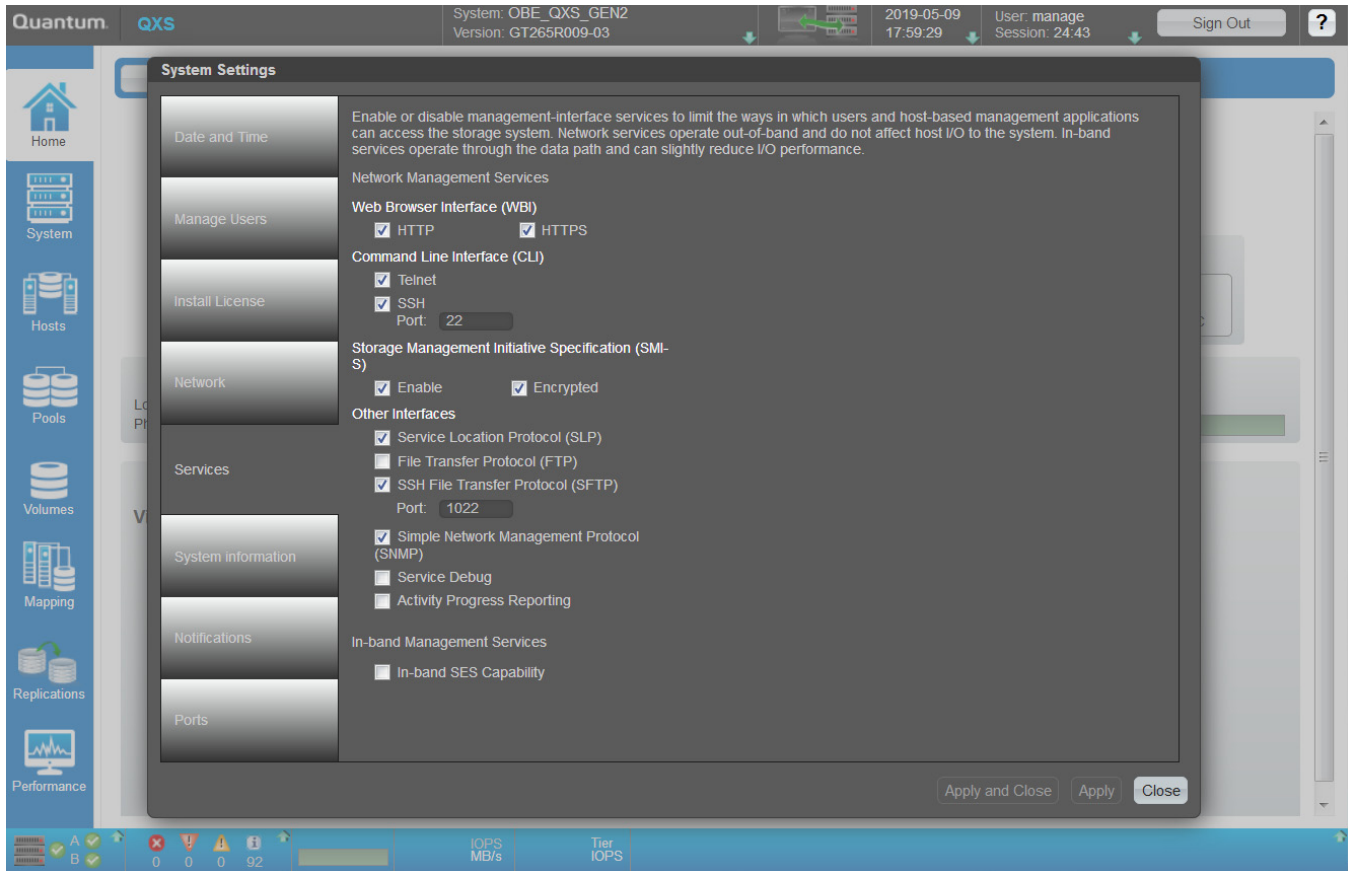 Quantum. QXS
System: OBE_QXS_GEN2
Version: GT265R009-03
2019-05-09
17:59:29
User: manage
Session: 24:43
Sign Out
?
Home
System
Hosts
Pools
Volumes
Mapping
Replications
Performance
System Settings
Date and Time
Manage Users
Install License
Network
Services
System information
Notifications
Ports
Enable or disable management-interface services to limit the ways in which users and host-based management applications
can access the storage system. Network services operate out-of-band and do not affect host I/O to the system. In-band
services operate through the data path and can slightly reduce I/O performance.
Network Management Services
Web Browser Interface (WBI)
HTTP HTTPS
Command Line Interface (CLI)
Telnet
SSH
Port: 22
Storage Management Initiative Specification (SMI-
S)
Enable Encrypted
Other Interfaces
Service Location Protocol (SLP)
File Transfer Protocol (FTP)
SSH File Transfer Protocol (SFTP)
Port: 1022
Simple Network Management Protocol
(SNMP)
Service Debug
Activity Progress Reporting
In-band Management Services
In-band SES Capability
Apply and Close Apply Close
A
B
0 0 0 92
IOPS
MB/s
Tier
IOPS